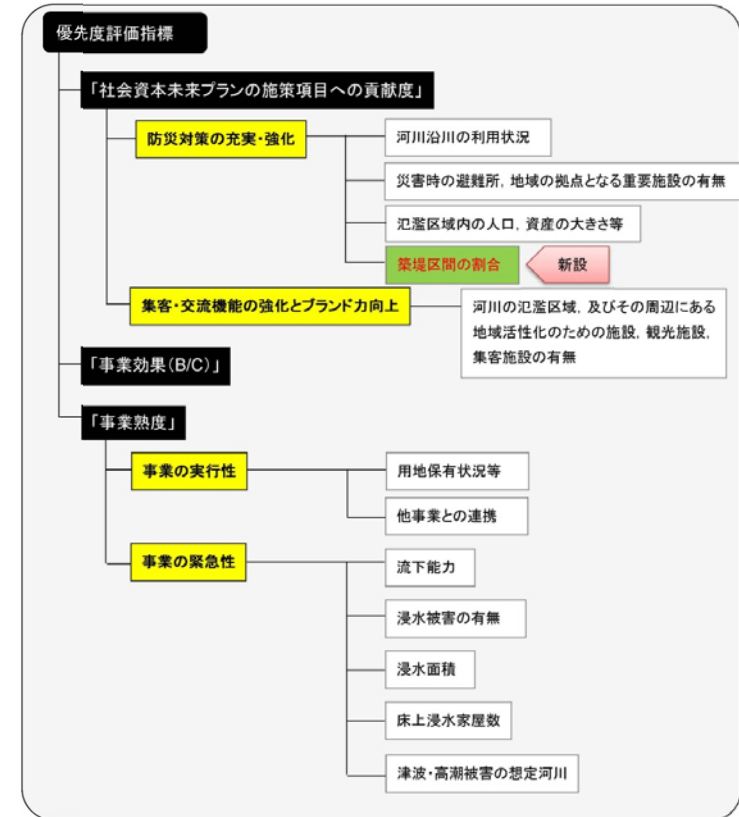 優先度評価指標
「社会資本未来プランの施策項目への貢献度」
防災対策の充実・強化
河川沿川の利用状況
災害時の避難所, 地域の拠点となる重要施設の有無
氾濫区域内の人口, 資産の大きさ等
築堤区間の割合
新設
集客・交流機能の強化とブランド力向上
河川の氾濫区域, 及びその周辺にある
地域活性化のための施設, 観光施設,
集客施設の有無
「事業効果(B/C)」
「事業熟度」
事業の実行性
用地保有状況等
他事業との連携
事業の緊急性
流下能力
浸水被害の有無
浸水面積
床上浸水家屋数
津波・高潮被害の想定河川